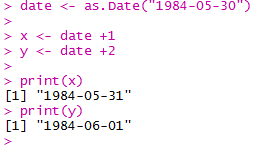 > date <- as.Date("1984-05-30")
>
> x <- date +1
> y <- date +2
>
> print(x)
[1] "1984-05-31"
> print(y)
[1] "1984-06-01"
>